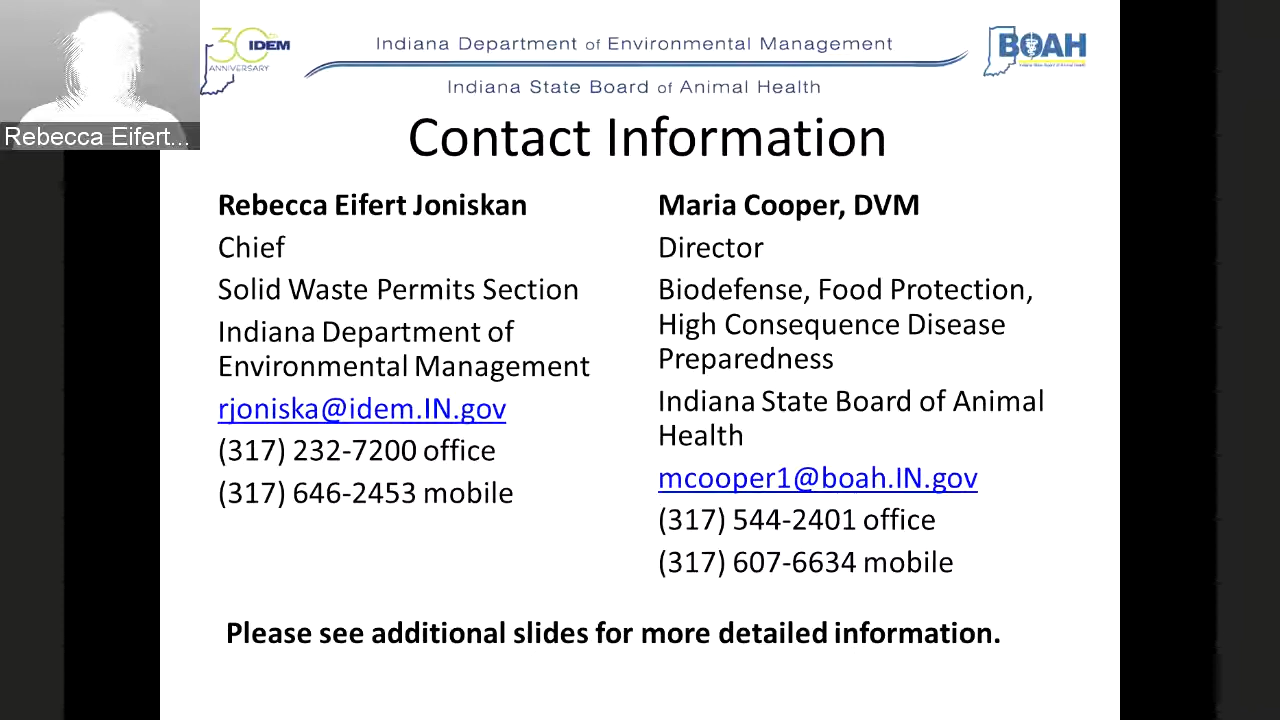 Rebecca Eifert...
30
IDEM
ANNIVERSARY
Indiana Department of Environmental Management
Indiana State Board of Animal Health
BOAH
Contact Information
Rebecca Eifert Joniskan
Chief
Solid Waste Permits Section
Indiana Department of
Environmental Management
rjoniska@idem.IN.gov
(317) 232-7200 office
(317) 646-2453 mobile
Maria Cooper, DVM
Director
Biodefense, Food Protection,
High Consequence Disease
Preparedness
Indiana State Board of Animal
Health
mcooper1@boah.IN.gov
(317) 544-2401 office
(317) 607-6634 mobile
Please see additional slides for more detailed information.